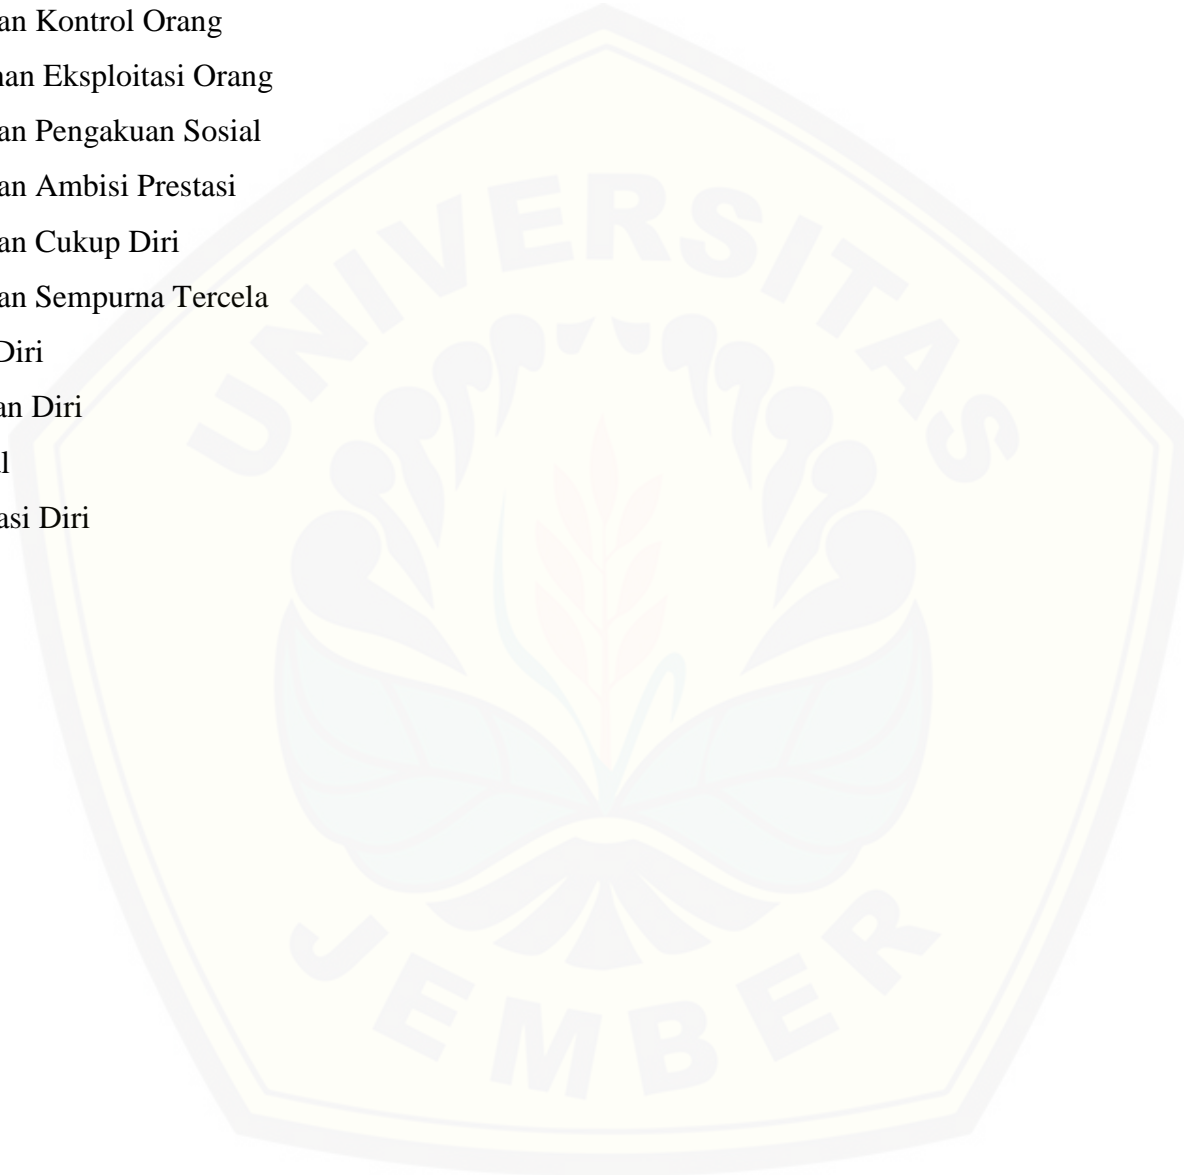 an Kontrol Orang
an Eksploitasi Orang
an Pengakuan Sosial
an Ambisi Prestasi
an Cukup Diri
an Sempurna Tercela
Diri
an Diri
l
asi Diri
UNIVERSITAS
JEMBER